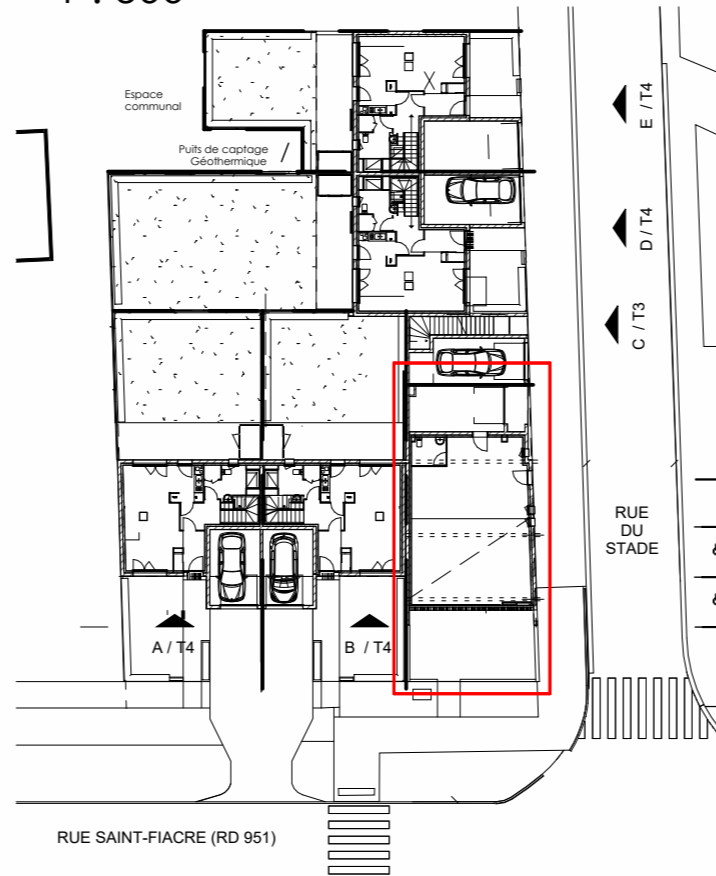 Espace
communal
Puits de captage
Géothermique
E / T4
D / T4
C / T3
RUE
DU
STADE
A / T4
B / T4
RUE SAINT-FIACRE (RD 951)